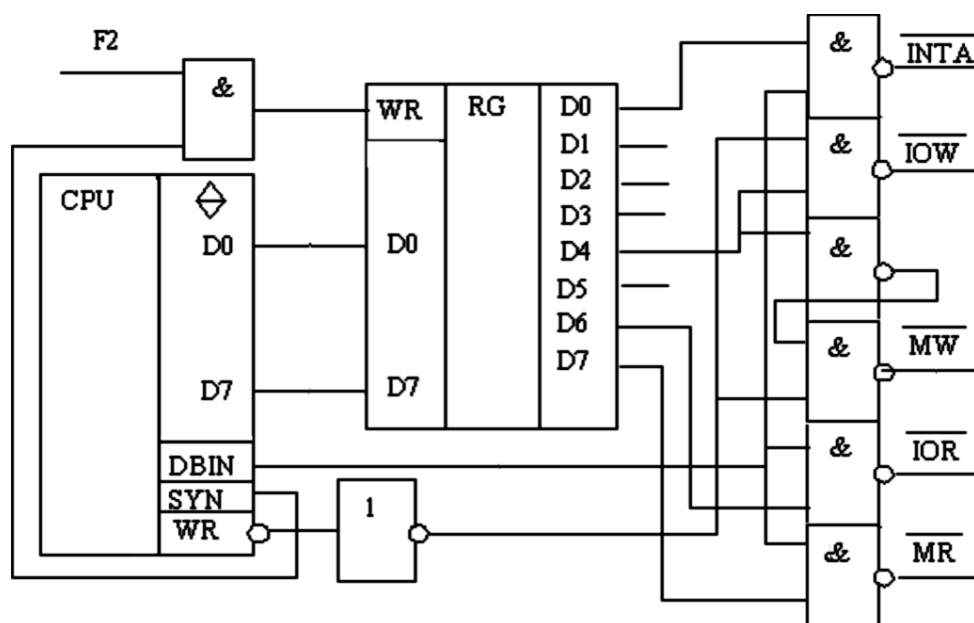 F2
&
CPU
D0
D7
DBIN
SYN
WR
1
WR
RG
D0
D7
D0
D1
D2
D3
D4
D5
D6
D7
&
INTA
&
IOW
&
&
MW
&
IOR
&
MR